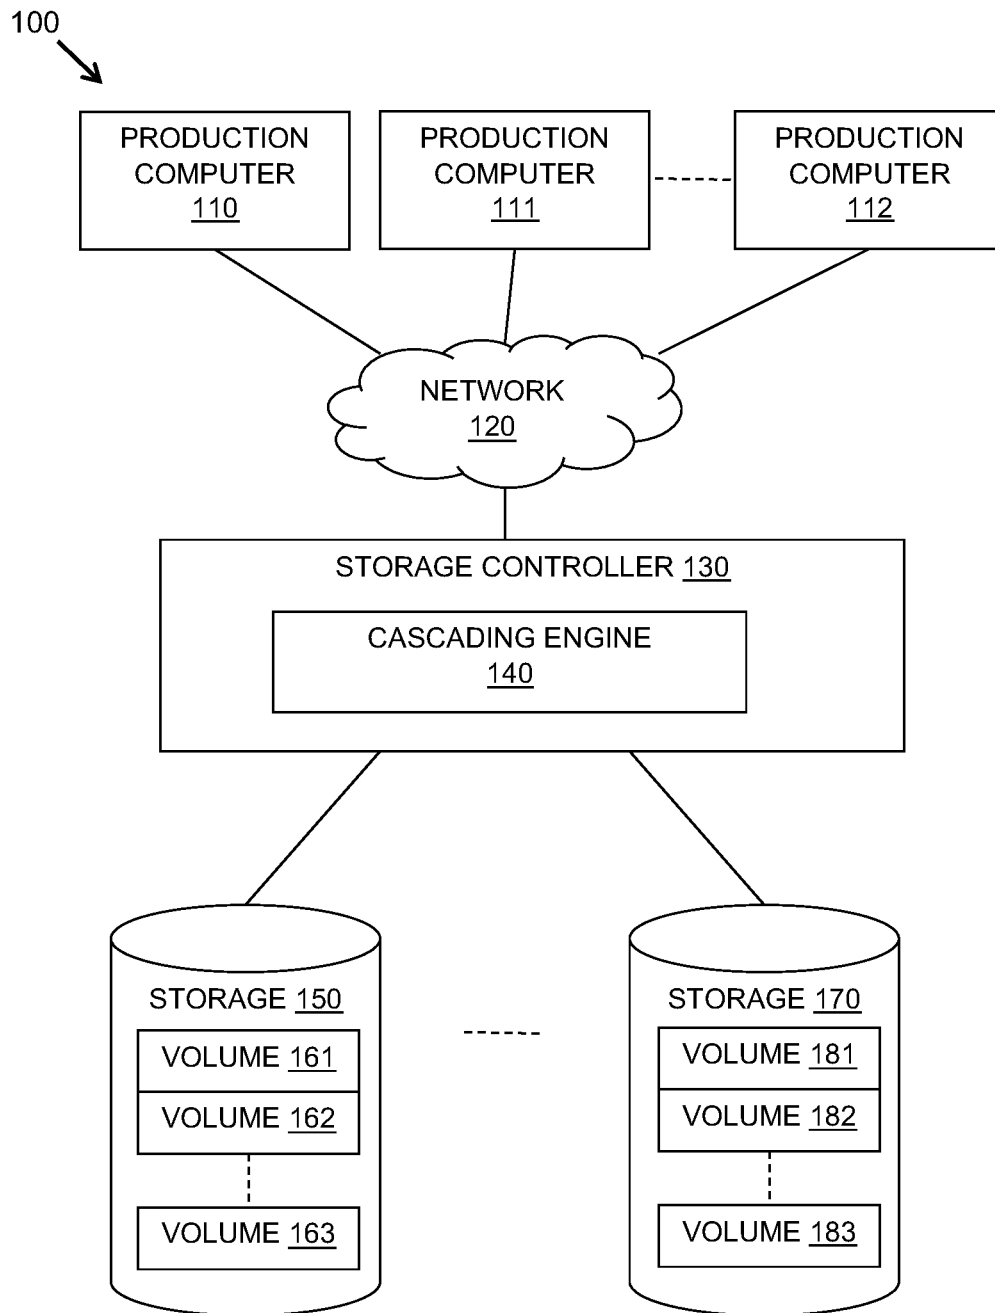 100
PRODUCTION
COMPUTER
110
PRODUCTION
COMPUTER
111
PRODUCTION
COMPUTER
112
NETWORK
120
STORAGE CONTROLLER 130
CASCADING ENGINE
140
STORAGE 150
VOLUME 161
VOLUME 162
VOLUME 163
STORAGE 170
VOLUME 181
VOLUME 182
VOLUME 183